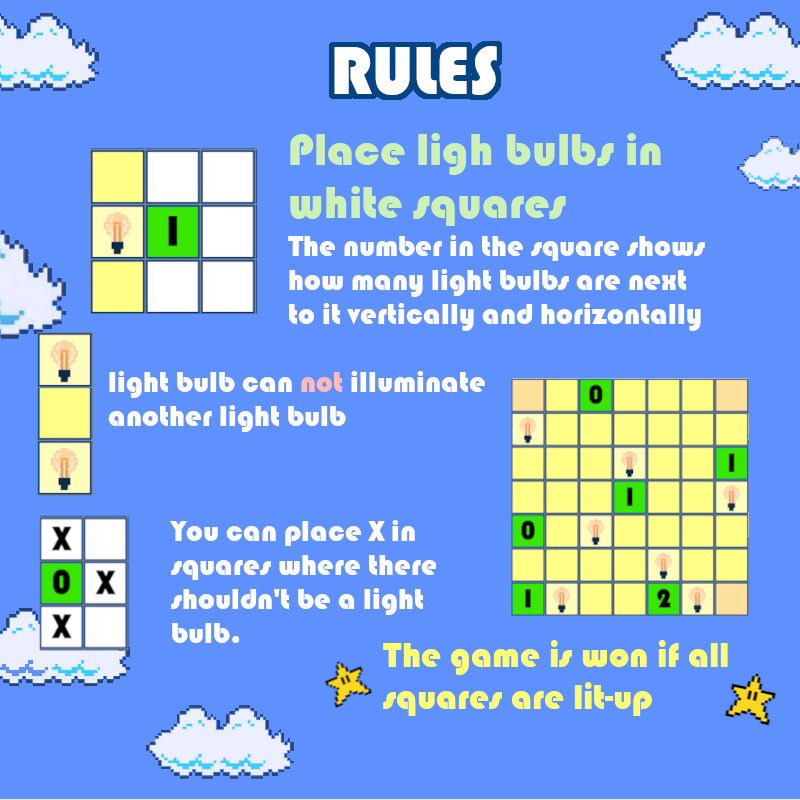 RULES
Place ligh bulbs in
white squares
1
The number in the square shows
how many light bulbs are next
to it vertically and horizontally
light bulb can not illuminate
another light bulb
0
1
1
0
1 2
X
0 X
X
You can place X in
squares where there
shouldn't be a light
bulb.
The game is won if all
squares are lit-up